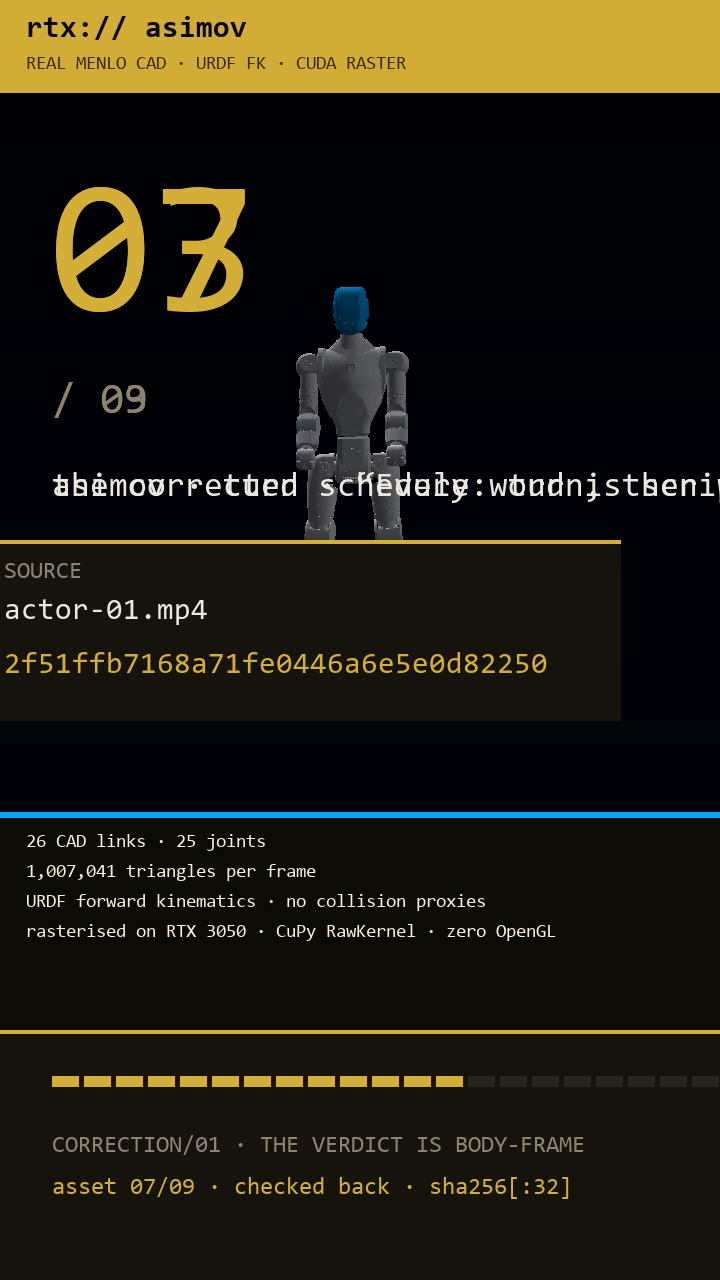 rtx:// asimov
REAL MENLO CAD · URDF FK · CUDA RASTER
/ 09
SOURCE
actor-01.mp4
2f51ffb7168a71fe0446a6e5e0d82250
26 CAD links · 25 joints
1,007,041 triangles per frame
URDF forward kinematics · no collision proxies
rasterised on RTX 3050 · CuPy RawKernel · zero OpenGL
CORRECTION/01 · THE VERDICT IS BODY-FRAME
asset 07/09 · checked back · sha256[:32]